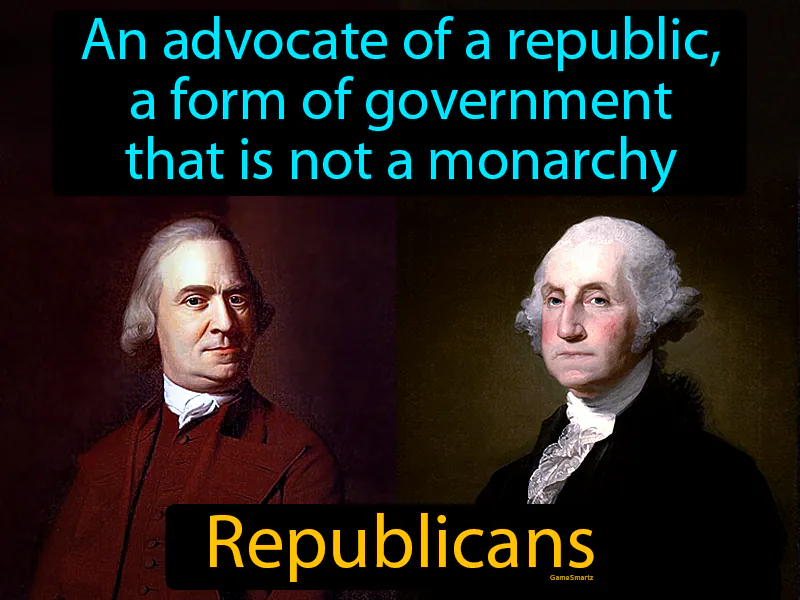 An advocate of a republic,
a form of government
that is not a monarchy
Republicans
GameSmartz